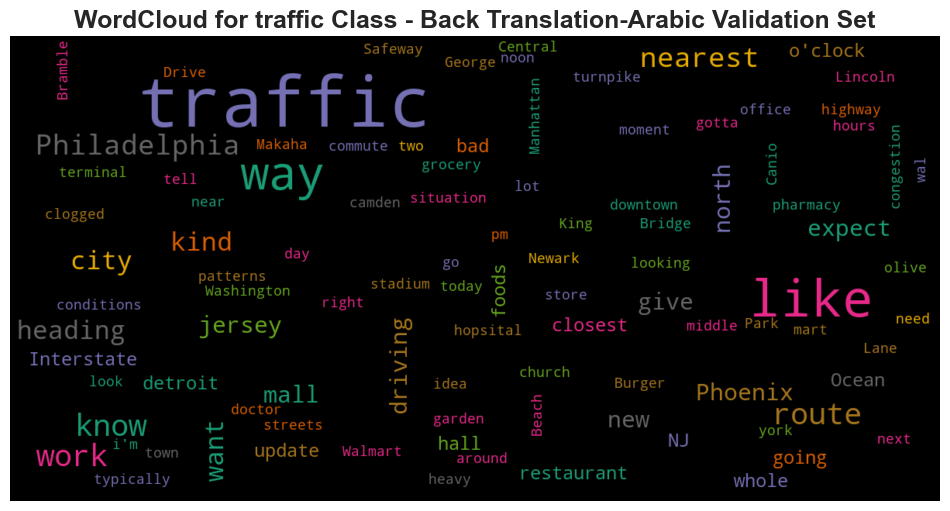 WordCloud for traffic Class - Back Translation-Arabic Validation Set
Bramble
Safeway
Central
George
noon
nearest
o'clock
Drive
traffic
turnpike
Lincoln
Manhattan
office
highway
moment
gotta
hours
Philadelphia
Makaha
commute
two
bad
congestion
wal
Canio
way
grocery
terminal
tell
situation
lot
north
near
camden
downtown
pharmacy
clogged
King
Bridge
expect
kind
pm
day
city
go
Newark
looking
olive
patterns
stadium
today
foods
Washington
conditions
right
store
give
like
heading
jersey
driving
hopsital
closest
middle
Park
mart
need
Interstate
Lane
look
detroit
idea
church
Burger
Phoenix
Ocean
mall
doctor
know
streets
garden
Beach
new
route
i'm
york
work
town
want
update
Walmart
hall
NJ
next
around
going
typically
heavy
restaurant
whole